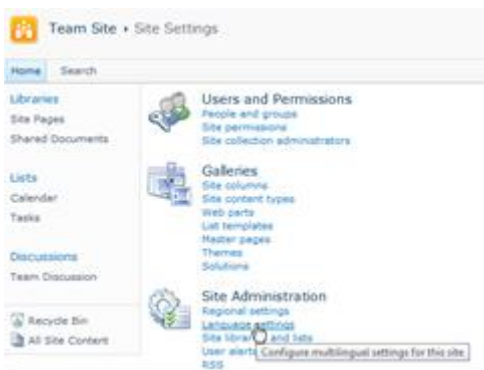 Team Site ▸ Site Settings
Home Search
Libraries
Site Pages
Shared Documents
Lists
Calendar
Tasks
Discussions
Team Discussion
Recycle Bin
All Site Content
Users and Permissions
People and groups
Site permissions
Site collection administrators
Galleries
Site columns
Site content types
Web parts
List templates
Master pages
Themes
Solutions
Site Administration
Regional settings
Language settings
Site and lists
User alerts
Configure multilingual settings for this site.
RSS